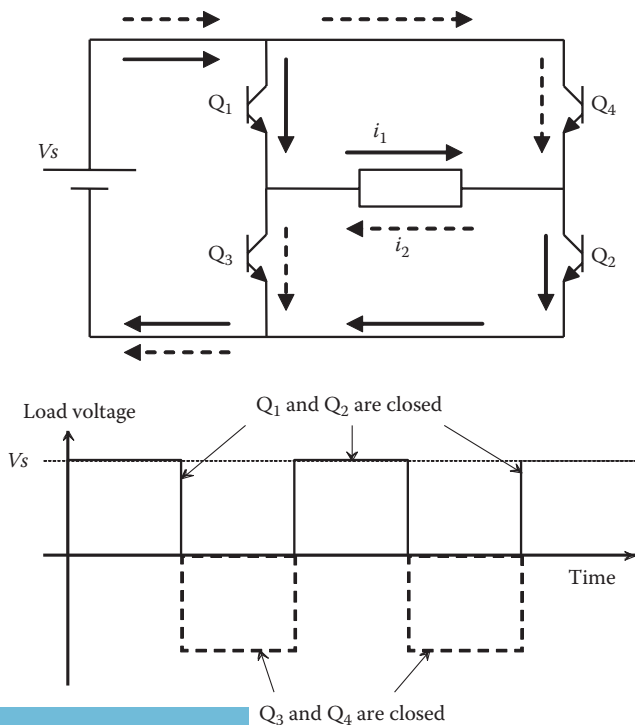 Q₁
Q₄
Vs
i₁
i₂
Q₃
Q₂
Load voltage
Q₁ and Q₂ are closed
Vs
Time
Q₃ and Q₄ are closed